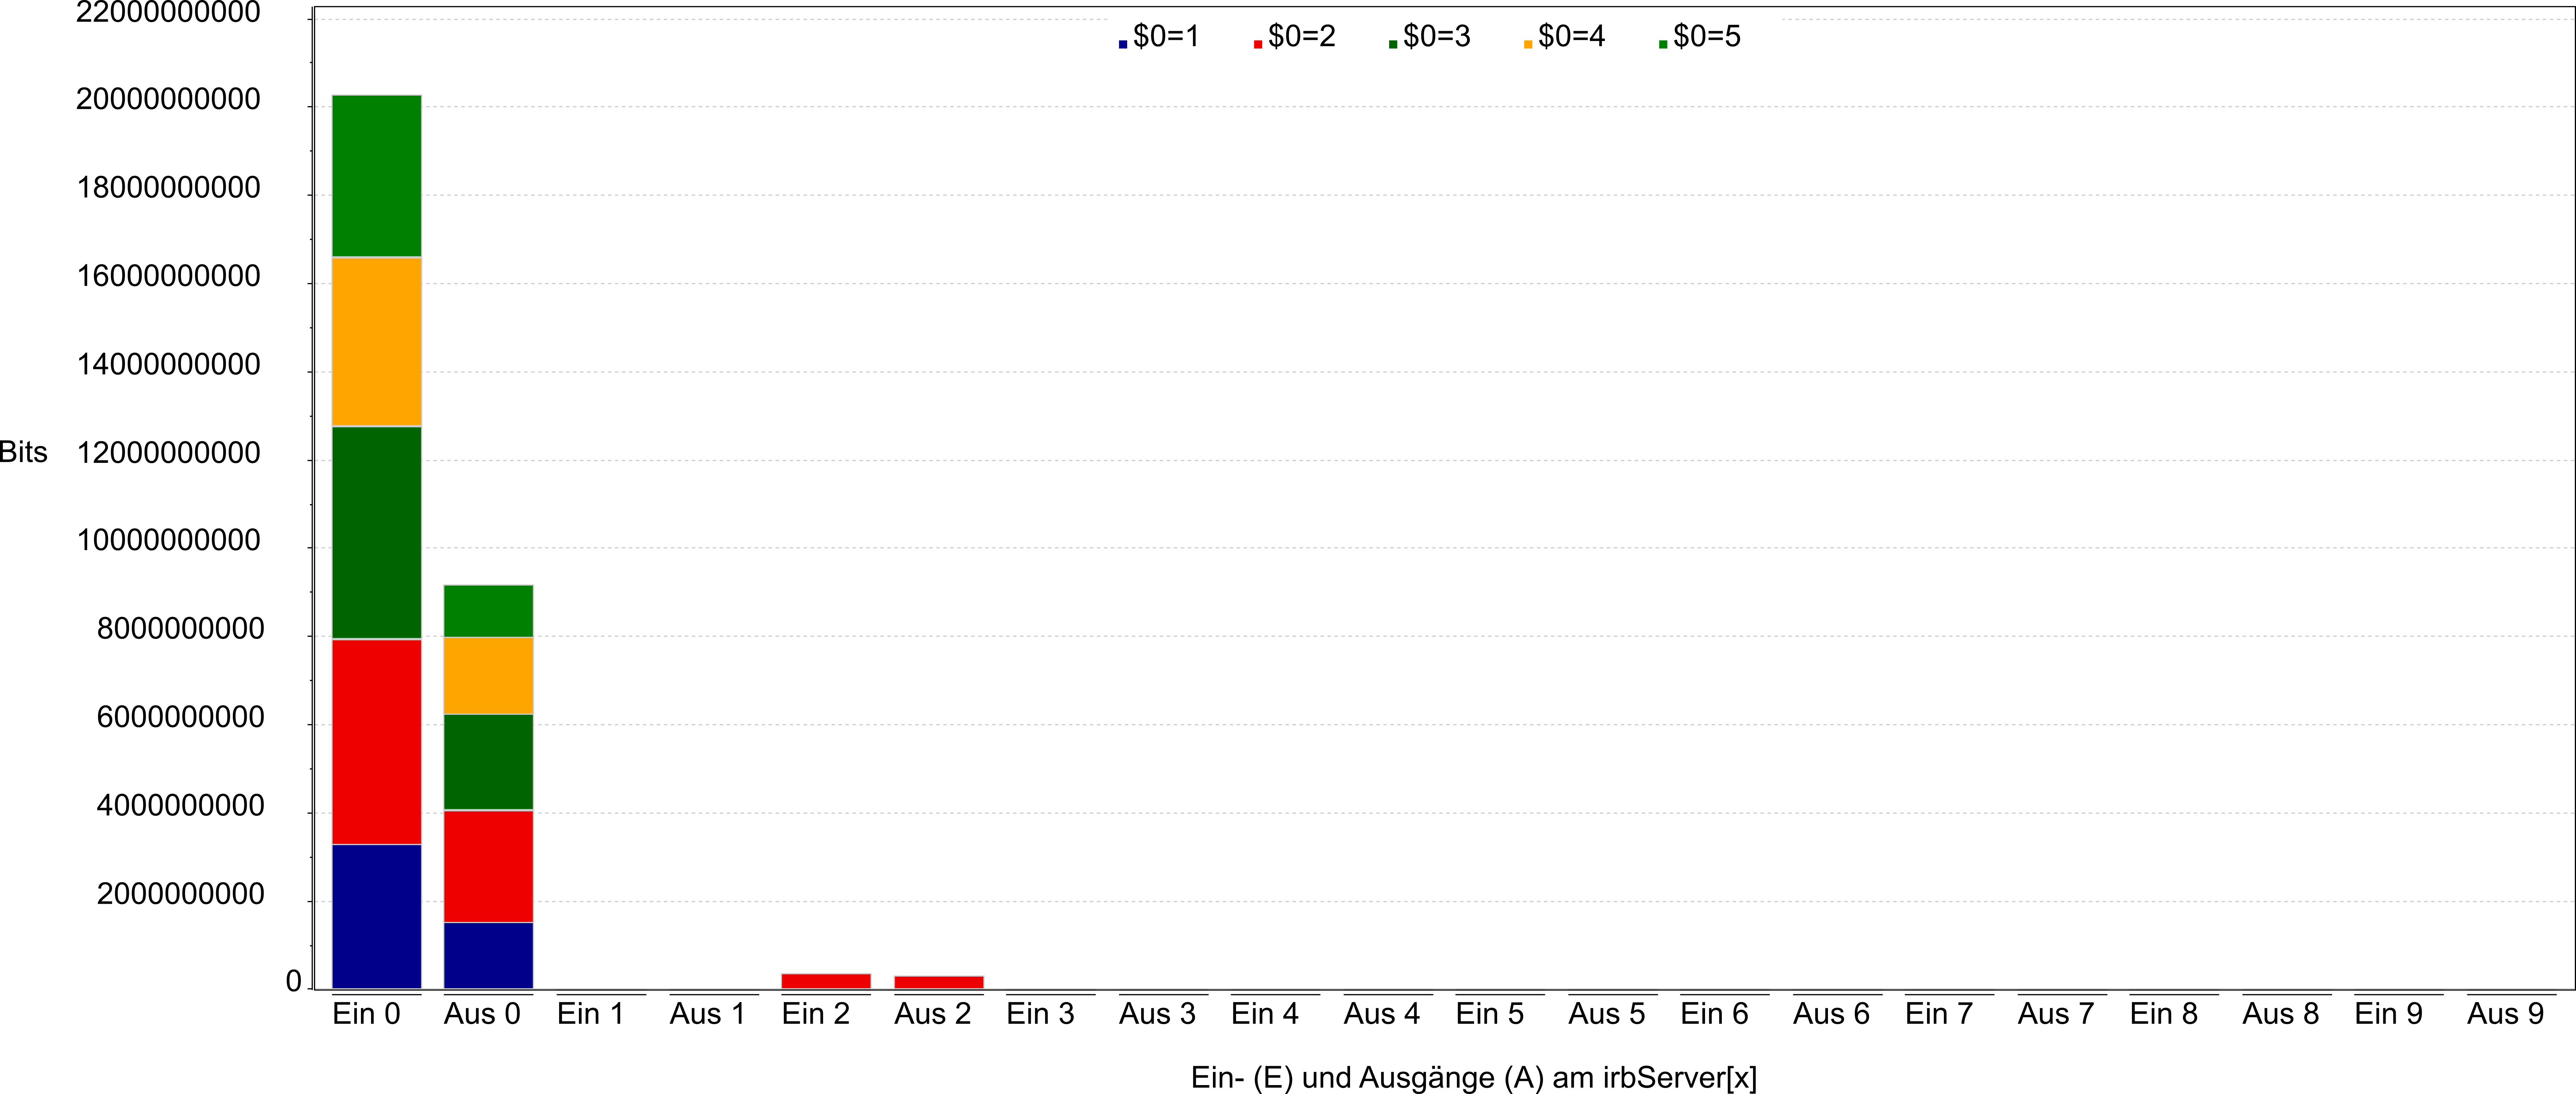 22000000000
$0=1 $0=2 $0=3 $0=4 $0=5
20000000000
18000000000
16000000000
14000000000
Bits 12000000000
10000000000
8000000000
6000000000
4000000000
2000000000
0
Ein 0 Aus 0 Ein 1 Aus 1 Ein 2 Aus 2 Ein 3 Aus 3 Ein 4 Aus 4 Ein 5 Aus 5 Ein 6 Aus 6 Ein 7 Aus 7 Ein 8 Aus 8 Ein 9 Aus 9
Ein- (E) und Ausgänge (A) am irbServer[x]